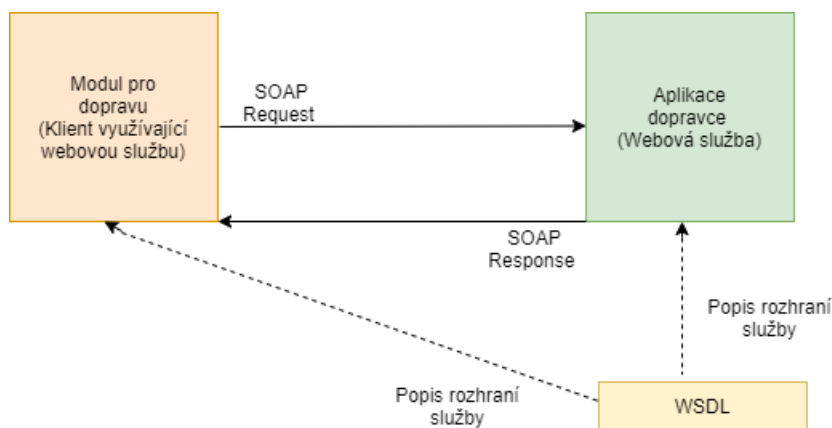 Modul pro
dopravu
(Klient využívající
webovou službu)
SOAP
Request
Aplikace
dopravce
(Webová služba)
SOAP
Response
Popis rozhraní
služby
Popis rozhraní
služby
WSDL